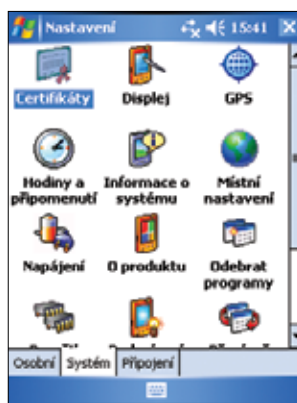 Nastavení 15:41
Certifikáty Displej GPS
Hodiny a Informace o Místní
připomenutí systému nastavení
Napájení O produktu Odebrat
programy
Osobní Systém Připojení